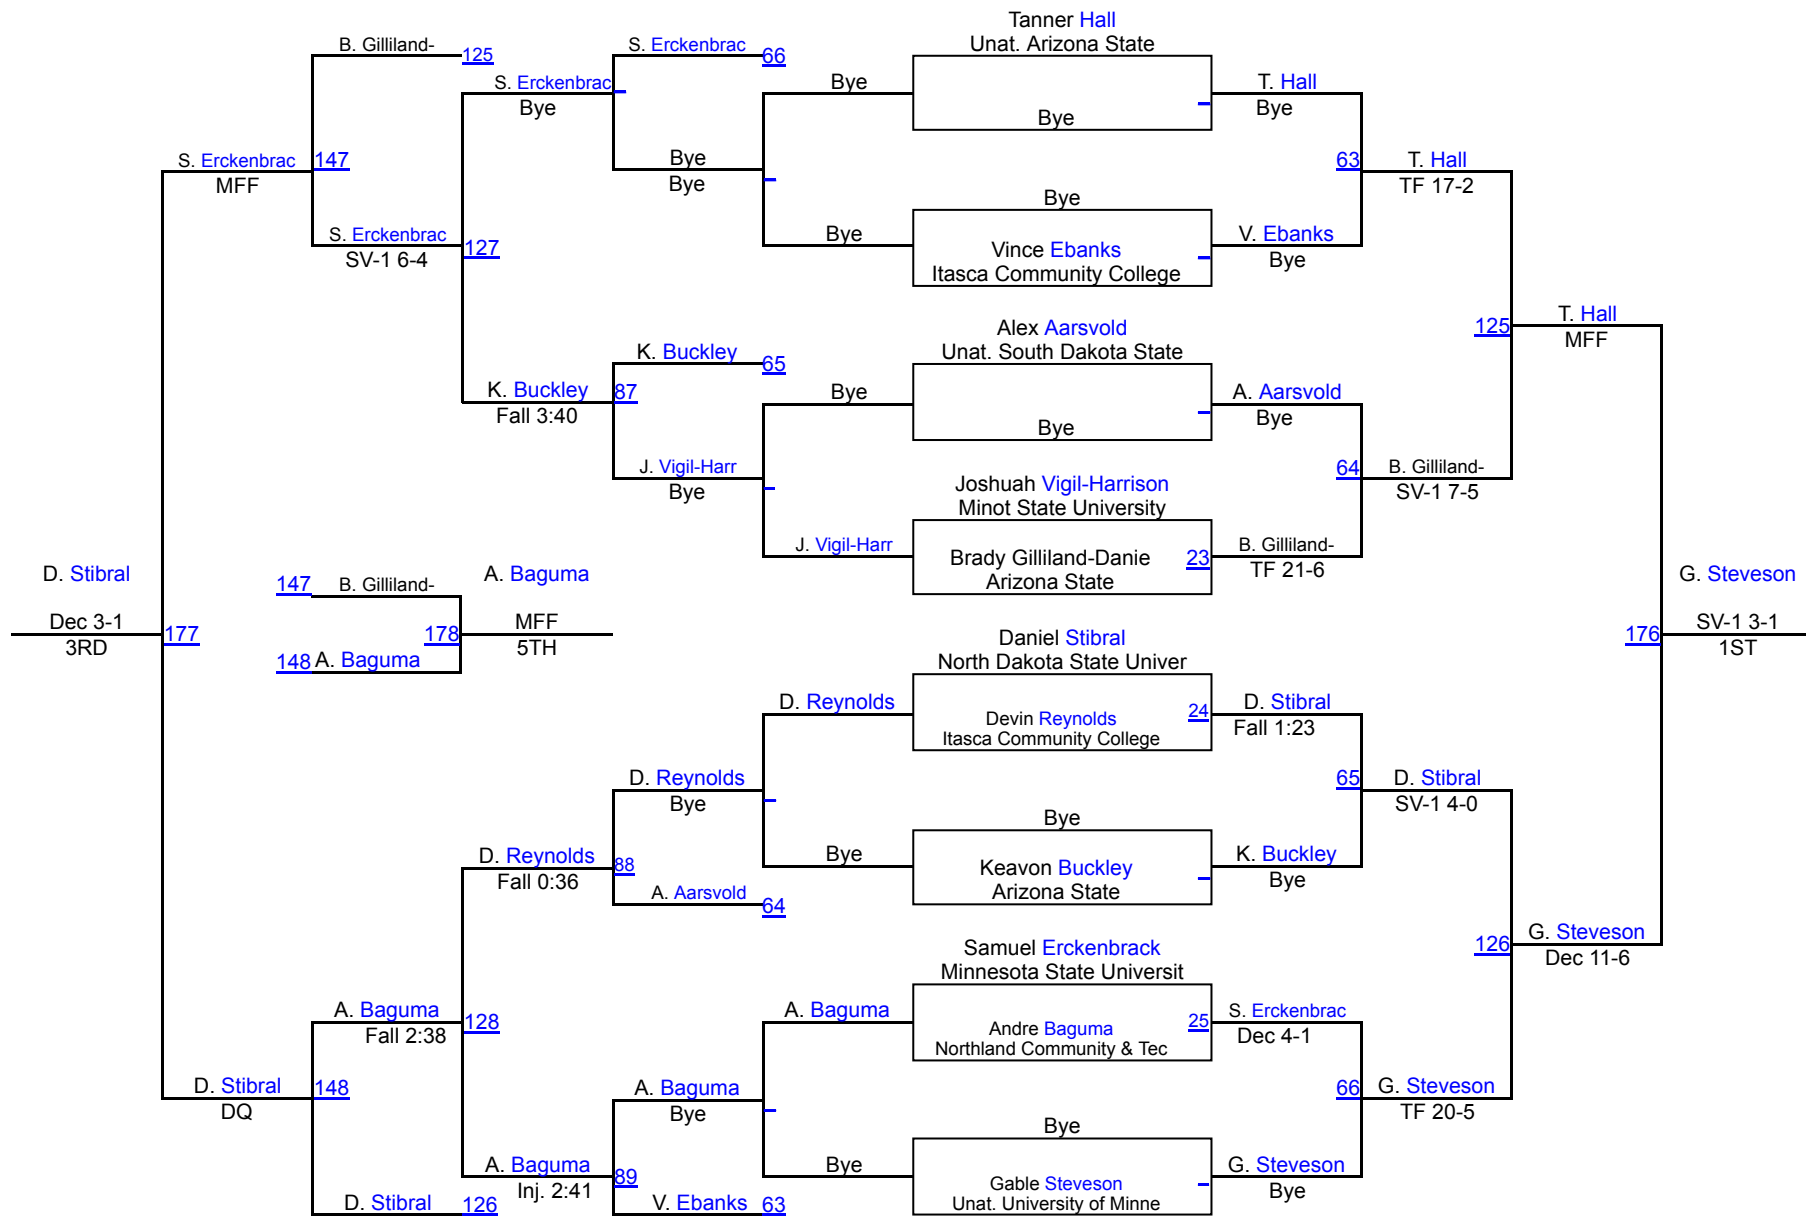 Tanner Hall
Unat. Arizona State
B. Gilliland-
125
S. Erckenbrac
66
S. Erckenbrac
Bye
Bye
Bye
T. Hall
Bye
S. Erckenbrac
MFF
147
Bye
Bye
63
T. Hall
TF 17-2
S. Erckenbrac
SV-1 6-4
127
Bye
Bye
Vince Ebanks
Itasca Community College
V. Ebanks
Bye
Alex Aarsvold
Unat. South Dakota State
125
T. Hall
MFF
K. Buckley
65
K. Buckley
Fall 3:40
87
Bye
Bye
A. Aarsvold
Bye
J. Vigil-Harr
Bye
Joshuah Vigil-Harrison
Minot State University
64
B. Gilliland-
SV-1 7-5
J. Vigil-Harr
Brady Gilliland-Danie
Arizona State
23
B. Gilliland-
TF 21-6
D. Stibral
Dec 3-1
3RD
177
147
B. Gilliland-
148
A. Baguma
178
A. Baguma
MFF
5TH
Daniel Stibral
North Dakota State Univer
G. Steveson
176
SV-1 3-1
1ST
D. Reynolds
Devin Reynolds
Itasca Community College
24
D. Stibral
Fall 1:23
D. Reynolds
Bye
65
D. Stibral
SV-1 4-0
D. Reynolds
Fall 0:36
88
Bye
Bye
Keavon Buckley
Arizona State
K. Buckley
Bye
A. Aarsvold
64
Samuel Erckenbrack
Minnesota State Universit
126
G. Steveson
Dec 11-6
A. Baguma
Fall 2:38
128
A. Baguma
Andre Baguma
Northland Community & Tec
25
S. Erckenbrac
Dec 4-1
D. Stibral
DQ
148
A. Baguma
Bye
66
G. Steveson
TF 20-5
A. Baguma
Inj. 2:41
89
Bye
Bye
Gable Steveson
Unat. University of Minne
G. Steveson
Bye
D. Stibral
126
V. Ebanks
63